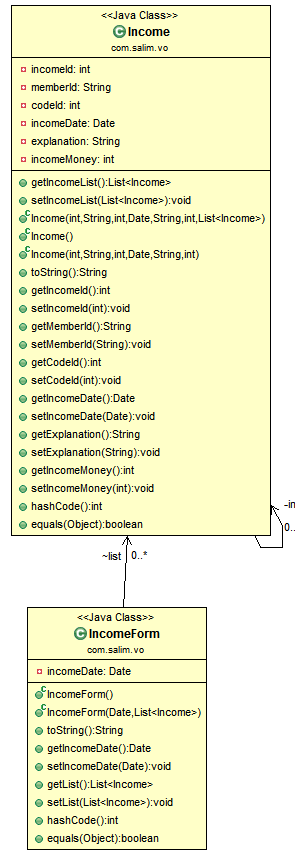 <<Java Class>>
Income
com.salim.vo
incomeId: int
memberId: String
codeId: int
incomeDate: Date
explanation: String
incomeMoney: int
getIncomeList():List<Income>
setIncomeList(List<Income>):void
Income(int,String,int,Date,String,int,List<Income>)
Income()
Income(int,String,int,Date,String,int)
toString():String
getIncomeId():int
setIncomeId(int):void
getMemberId():String
setMemberId(String):void
getCodeId():int
setCodeId(int):void
getIncomeDate():Date
setIncomeDate(Date):void
getExplanation():String
setExplanation(String):void
getIncomeMoney():int
setIncomeMoney(int):void
hashCode():int
equals(Object):boolean
-in
0..
~list 0..*
<<Java Class>>
IncomeForm
com.salim.vo
incomeDate: Date
IncomeForm()
IncomeForm(Date,List<Income>)
toString():String
getIncomeDate():Date
setIncomeDate(Date):void
getList():List<Income>
setList(List<Income>):void
hashCode():int
equals(Object):boolean